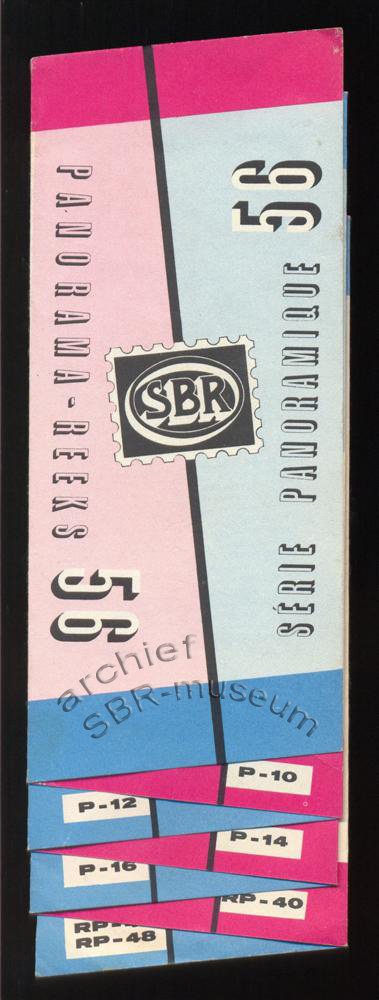 PANORAMA-REEKS 56
SÉRIE PANORAMIQUE 56
SBR
archief
SBR-museum
P-10
P-12
P-14
P-16
RP-40
RP-48